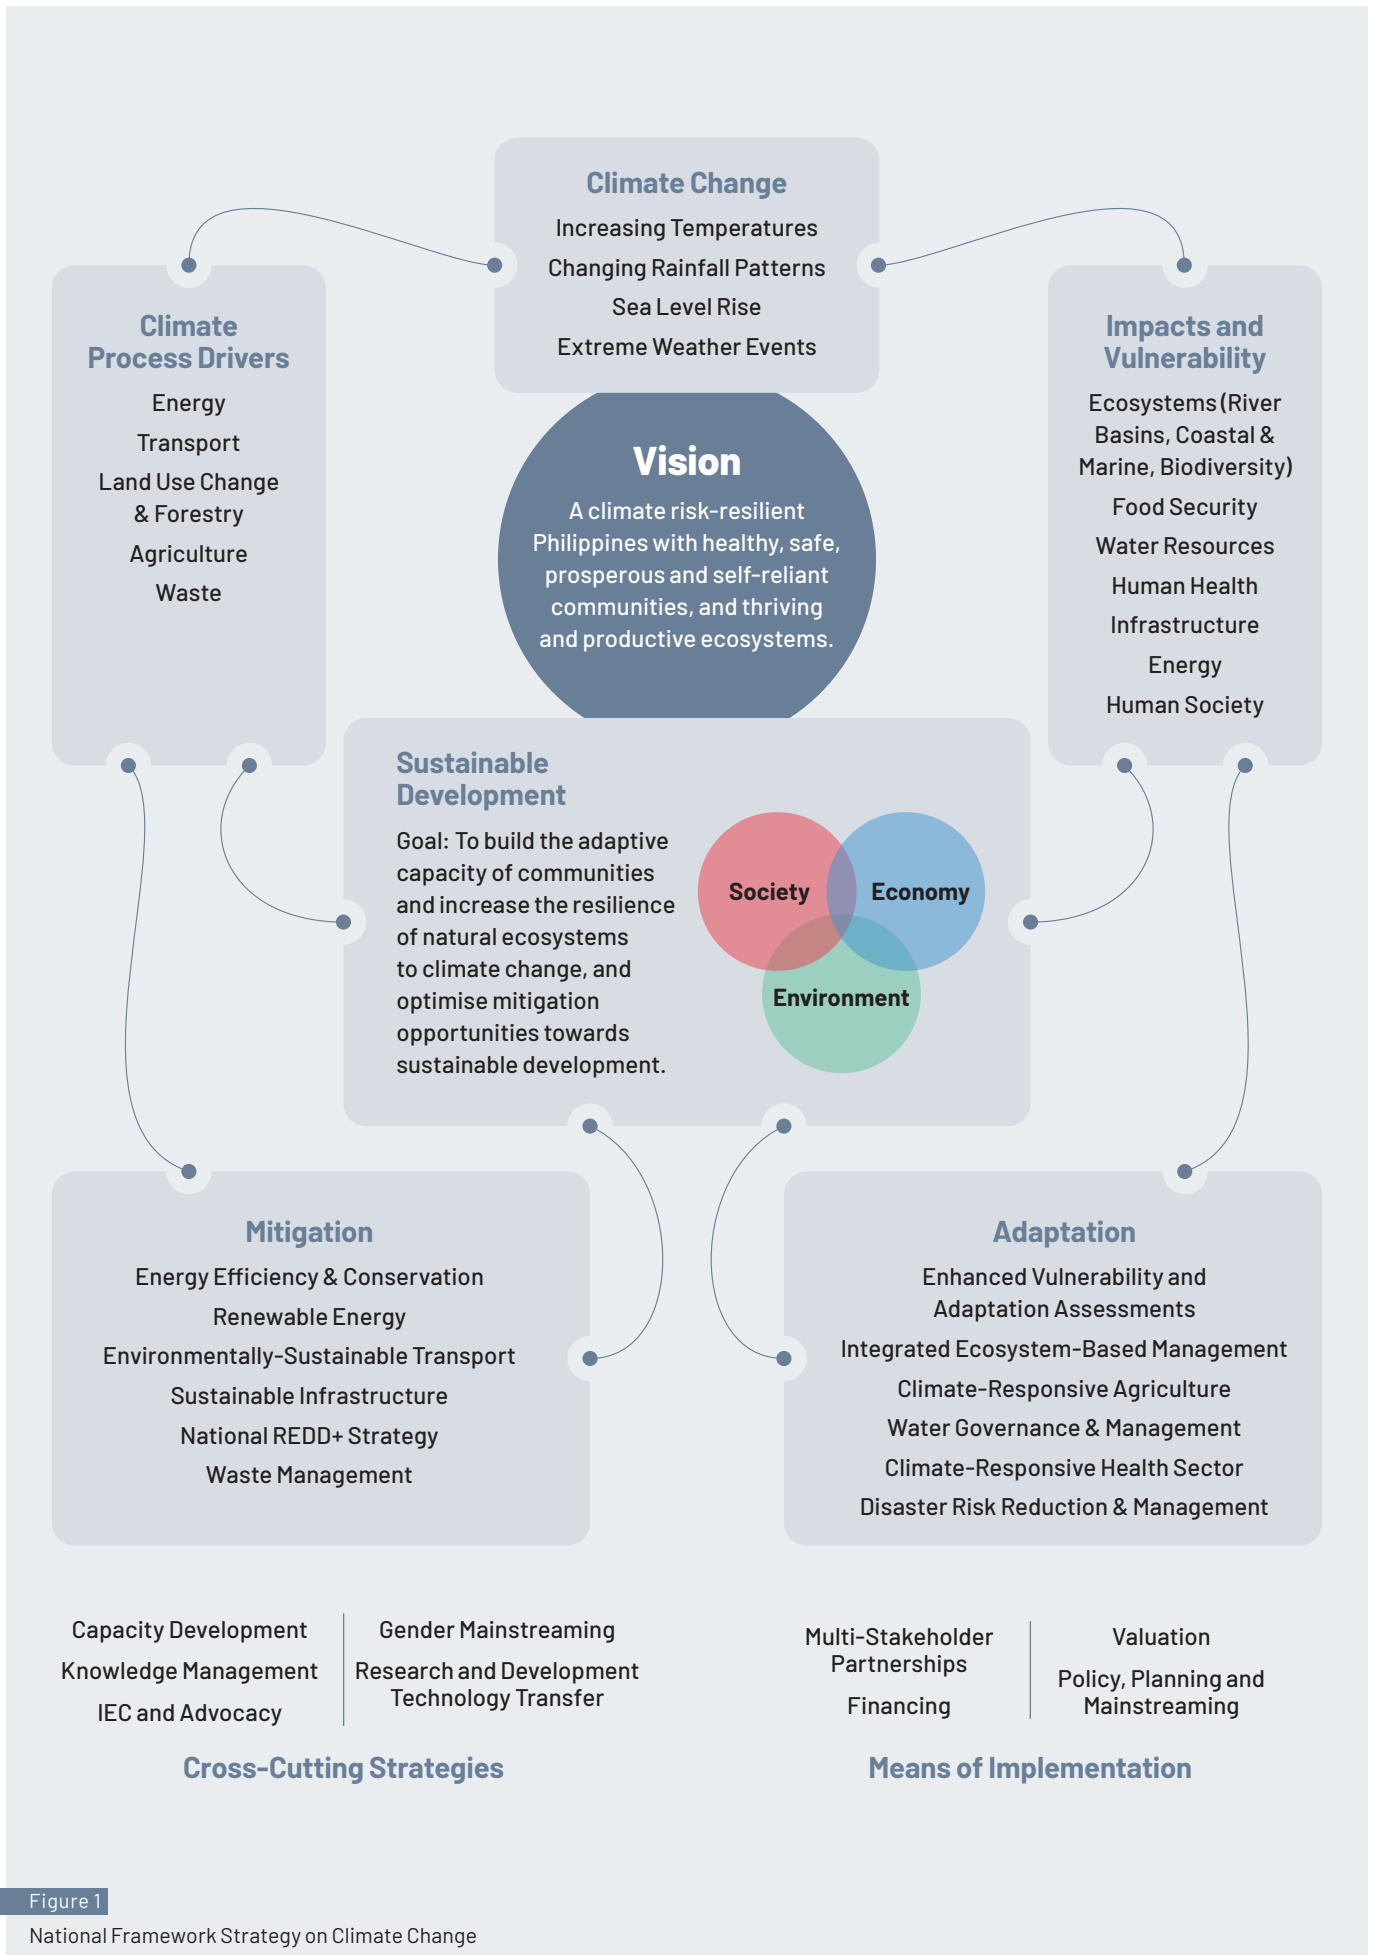 Climate Change
Increasing Temperatures
Changing Rainfall Patterns
Sea Level Rise
Extreme Weather Events
Climate
Process Drivers
Energy
Transport
Land Use Change
& Forestry
Agriculture
Waste
Vision
A climate risk-resilient
Philippines with healthy, safe,
prosperous and self-reliant
communities, and thriving
and productive ecosystems.
Impacts and
Vulnerability
Ecosystems (River
Basins, Coastal &
Marine, Biodiversity)
Food Security
Water Resources
Human Health
Infrastructure
Energy
Human Society
Sustainable
Development
Goal: To build the adaptive
capacity of communities
and increase the resilience
of natural ecosystems
to climate change, and
optimise mitigation
opportunities towards
sustainable development.
Society
Economy
Environment
Mitigation
Energy Efficiency & Conservation
Renewable Energy
Environmentally-Sustainable Transport
Sustainable Infrastructure
National REDD+ Strategy
Waste Management
Adaptation
Enhanced Vulnerability and
Adaptation Assessments
Integrated Ecosystem-Based Management
Climate-Responsive Agriculture
Water Governance & Management
Climate-Responsive Health Sector
Disaster Risk Reduction & Management
Capacity Development
Knowledge Management
IEC and Advocacy
Gender Mainstreaming
Research and Development
Technology Transfer
Cross-Cutting Strategies
Multi-Stakeholder
Partnerships
Financing
Valuation
Policy, Planning and
Mainstreaming
Means of Implementation
Figure 1
National Framework Strategy on Climate Change